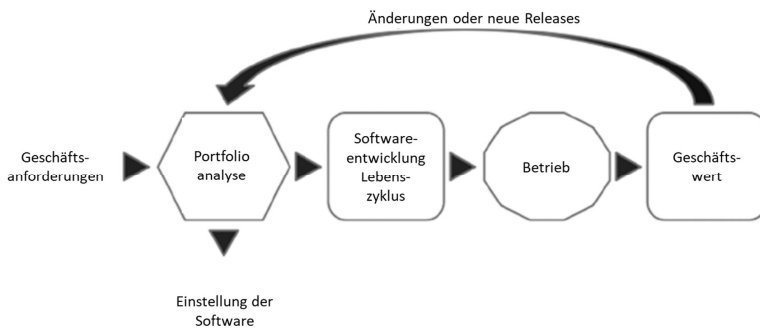 Änderungen oder neue Releases
Geschäfts-
anforderungen
Portfolio
analyse
Software-
entwicklung
Lebens-
zyklus
Betrieb
Geschäfts-
wert
Einstellung der
Software